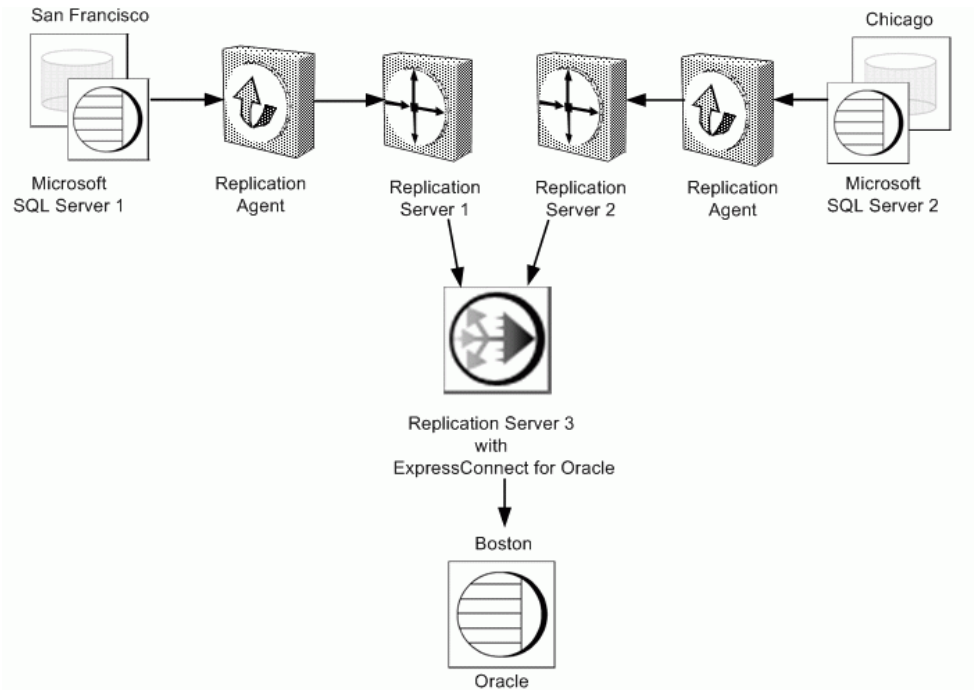 San Francisco
Chicago
Microsoft
SQL Server 1
Replication
Agent
Replication
Server 1
Replication
Server 2
Replication
Agent
Microsoft
SQL Server 2
Replication Server 3
with
ExpressConnect for Oracle
Boston
Oracle